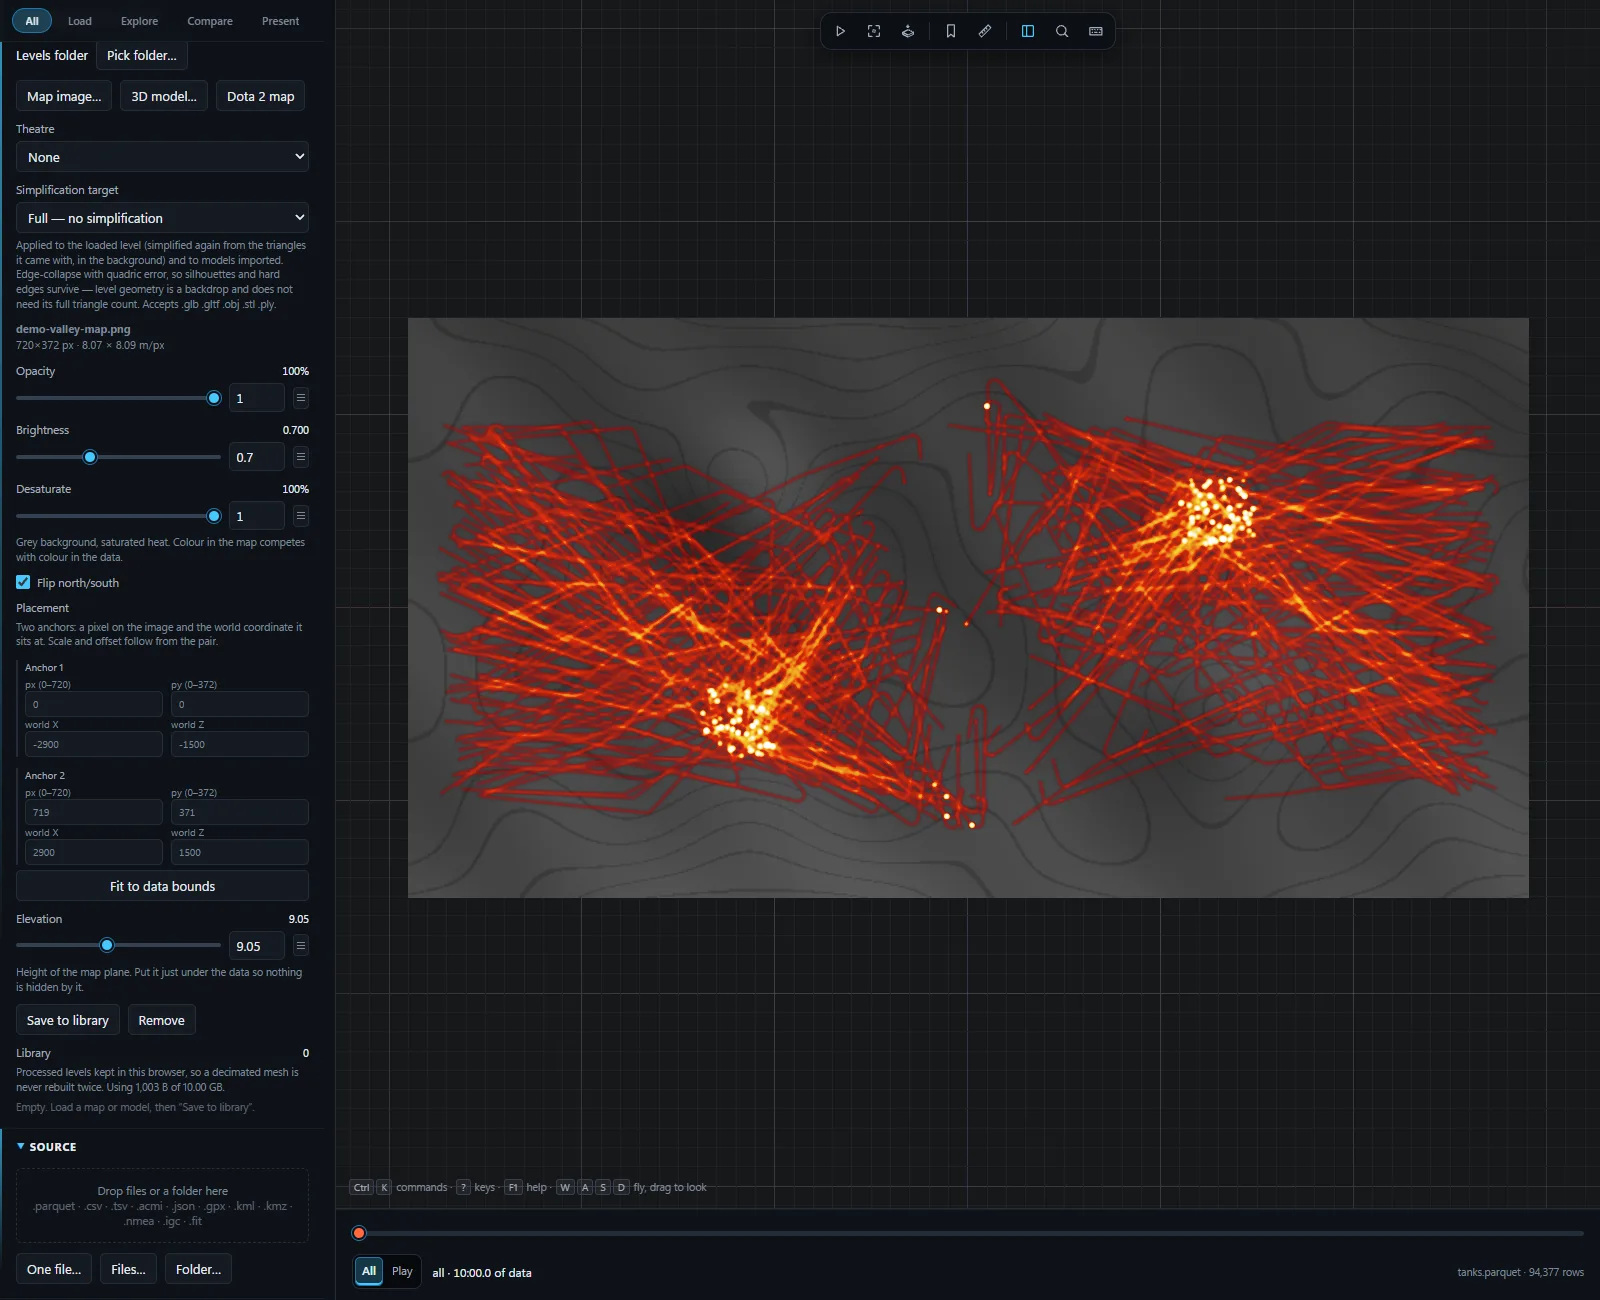 All Load Explore Compare Present
Levels folder Pick folder...
Map image... 3D model... Dota 2 map
Theatre
None
Simplification target
Full — no simplification
Applied to the loaded level (simplified again from the triangles
it came with, in the background) and to models imported.
Edge-collapse with quadric error, so silhouettes and hard
edges survive — level geometry is a backdrop and does not
need its full triangle count. Accepts .glb .gltf .obj .stl .ply.
demo-valley-map.png
720×372 px · 8.07 × 8.09 m/px
Opacity 100%
1
Brightness 0.700
0.7
Desaturate 100%
1
Grey background, saturated heat. Colour in the map competes
with colour in the data.
Flip north/south
Placement
Two anchors: a pixel on the image and the world coordinate it
sits at. Scale and offset follow from the pair.
Anchor 1
px (0–720) py (0–372)
0 0
world X world Z
-2900 -1500
Anchor 2
px (0–720) py (0–372)
719 371
world X world Z
2900 1500
Fit to data bounds
Elevation 9.05
9.05
Height of the map plane. Put it just under the data so nothing
is hidden by it.
Save to library Remove
Library 0
Processed levels kept in this browser, so a decimated mesh is
never rebuilt twice. Using 1,003 B of 10.00 GB.
Empty. Load a map or model, then "Save to library".
SOURCE
Drop files or a folder here
.parquet · .csv · .tsv · .acmi · .json · .gpx · .kml · .kmz ·
.nmea · .igc · .fit
One file... Files... Folder...
Ctrl K commands · ? keys · F1 help · W A S D fly, drag to look
All Play all · 10:00.0 of data
tanks.parquet · 94,377 rows